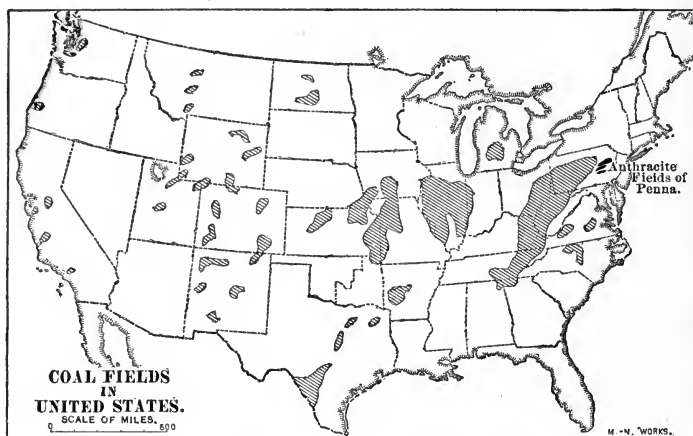 Anthracite
Fields of
Penna.
COAL FIELDS
IN
UNITED STATES.
SCALE OF MILES.
0 500
M.-N. WORKS.